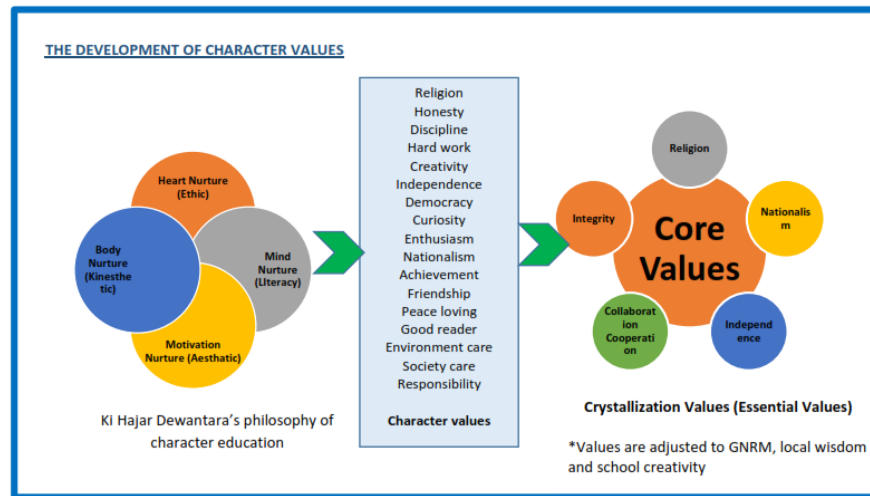 THE DEVELOPMENT OF CHARACTER VALUES
Heart Nurture
(Ethic)
Body
Nurture
(Kinesthe
tic)
Mind
Nurture
(LIteracy)
Motivation
Nurture (Aesthatic)
Ki Hajar Dewantara's philosophy of
character education
Religion
Honesty
Discipline
Hard work
Creativity
Independence
Democracy
Curiosity
Enthusiasm
Nationalism
Achievement
Friendship
Peace loving
Good reader
Environment care
Society care
Responsibility
Character values
Religion
Integrity
Nationalis
m
Core
Values
Collaborat
ion
Cooperati
on
Independ
ence
Crystallization Values (Essential Values)
*Values are adjusted to GNRM, local wisdom
and school creativity